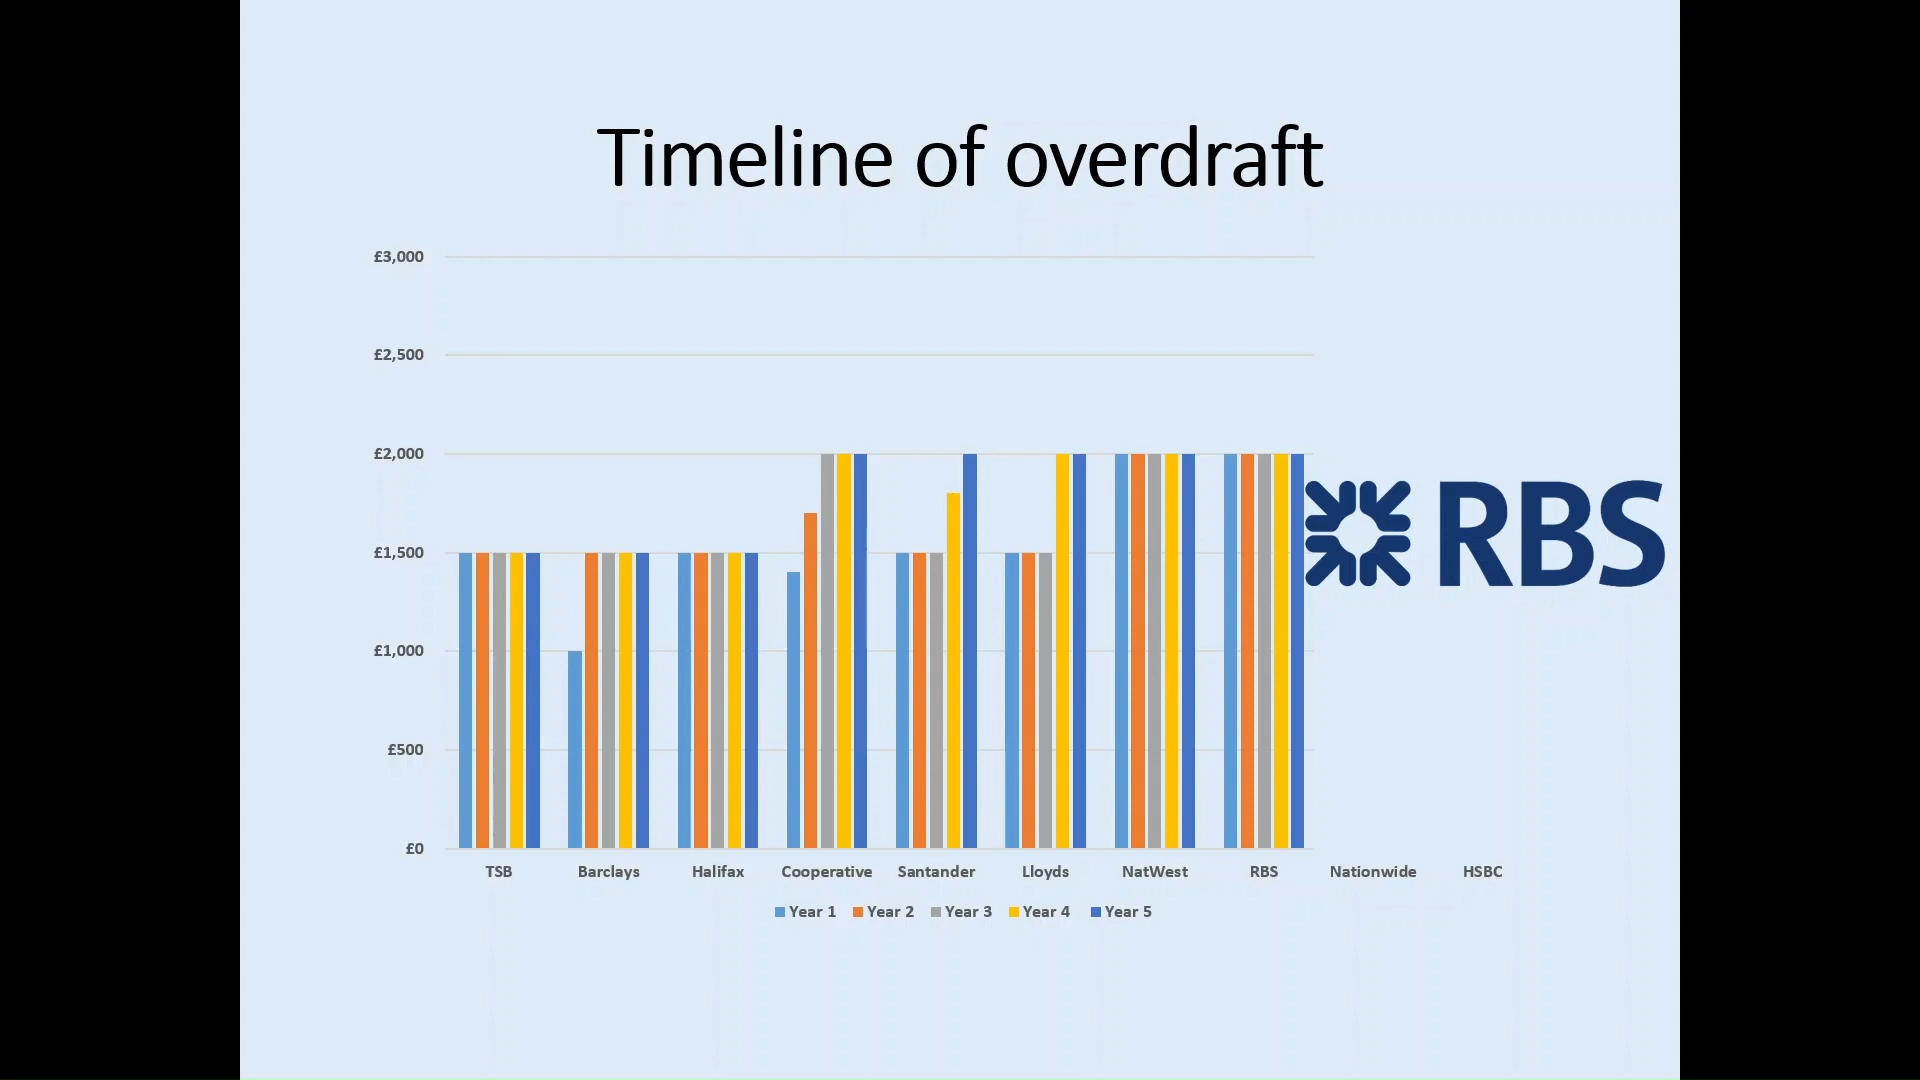 Timeline of overdraft
£3,000
£2,500
£2,000
£1,500
£1,000
£500
£0
RBS
TSB Barclays Halifax Cooperative Santander Lloyds NatWest RBS Nationwide HSBC
Year 1 Year 2 Year 3 Year 4 Year 5